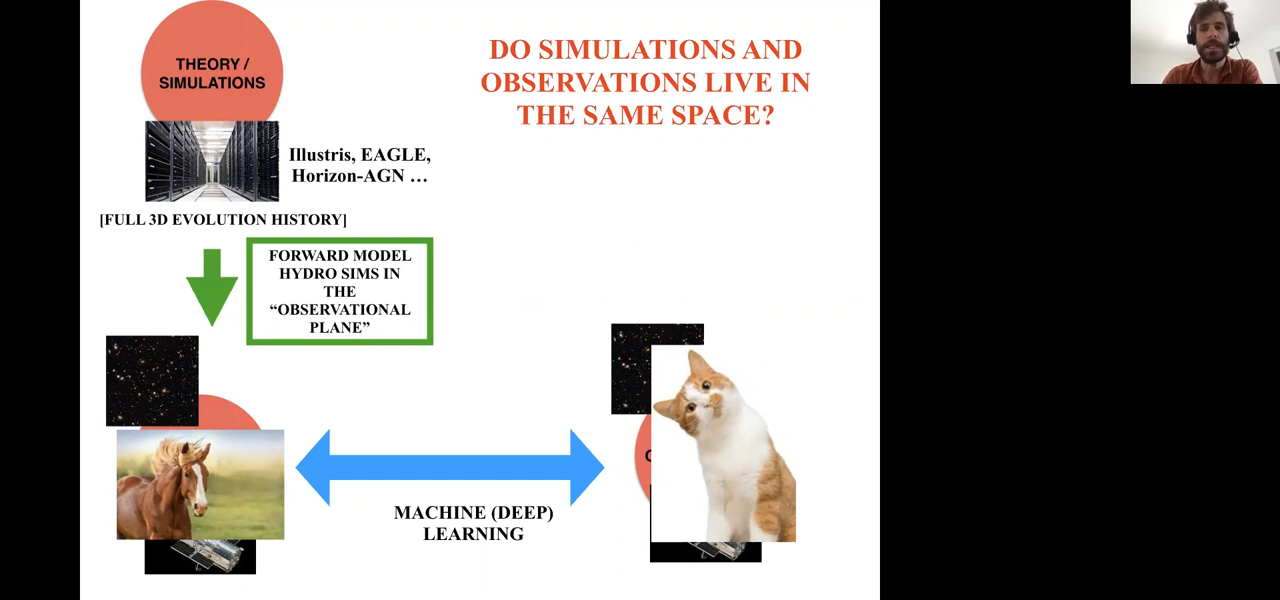 THEORY /
SIMULATIONS
DO SIMULATIONS AND
OBSERVATIONS LIVE IN
THE SAME SPACE?
Illustris, EAGLE,
Horizon-AGN …
[FULL 3D EVOLUTION HISTORY]
FORWARD MODEL
HYDRO SIMS IN
THE
“OBSERVATIONAL
PLANE”
MACHINE (DEEP)
LEARNING